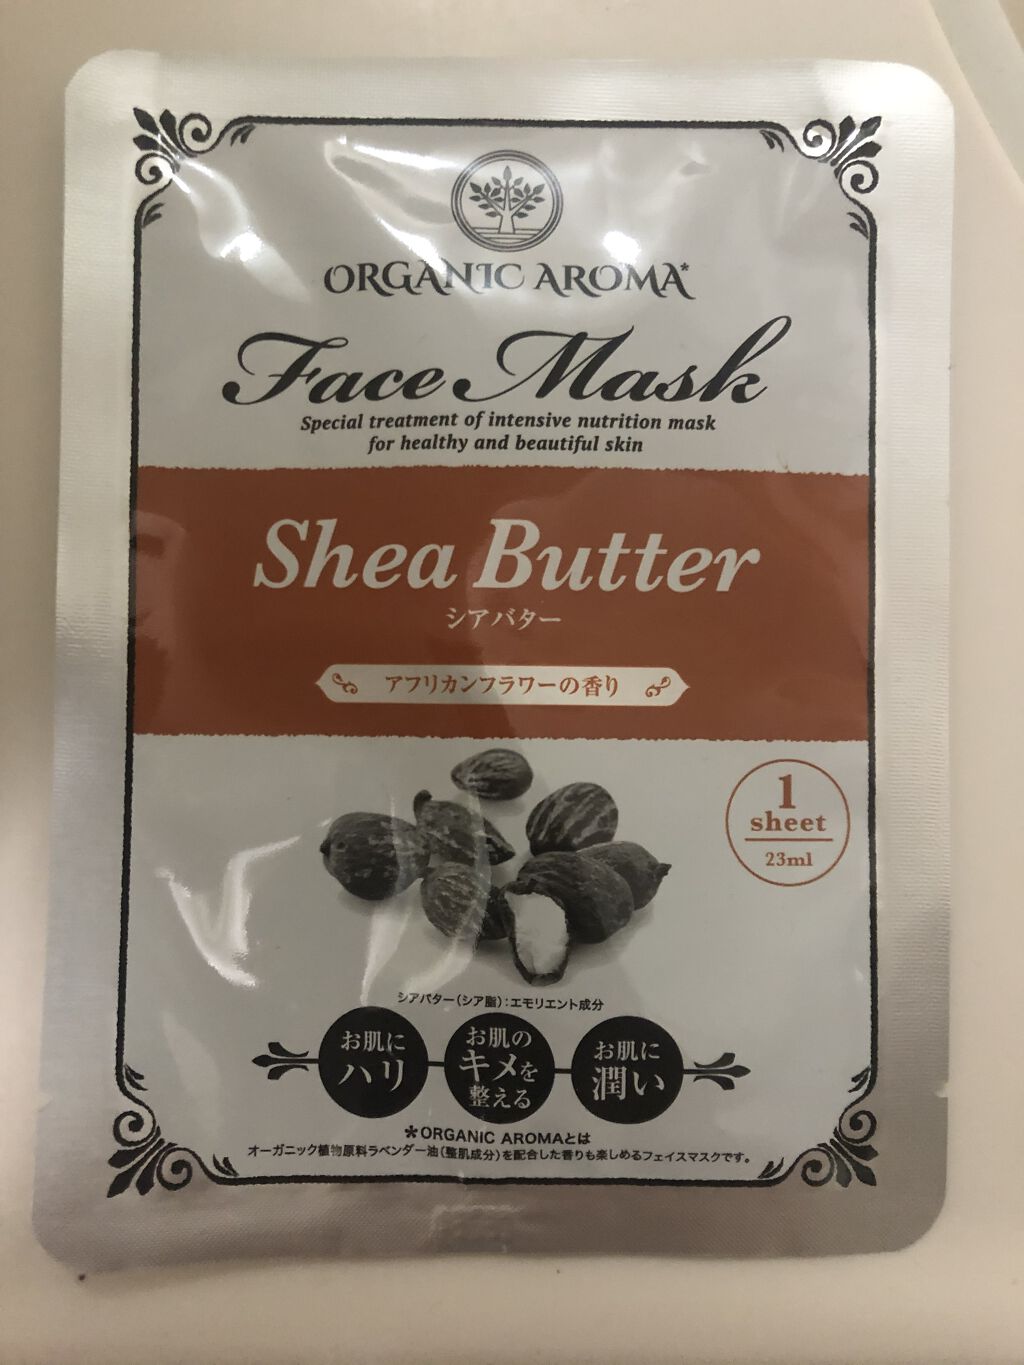 ORGANIC AROMA*
Face Mask
Special treatment of intensive nutrition mask
for healthy and beautiful skin
Shea Butter
シアバター
アフリカンフラワーの香り
1
sheet
23ml
シアバター(シア脂):エモリエント成分
お肌に
ハリ
お肌の
キメを
整える
お肌に
潤い
*ORGANIC AROMAとは
オーガニック植物原料ラベンダー油(整肌成分)を配合した香りも楽しめるフェイスマスクです。